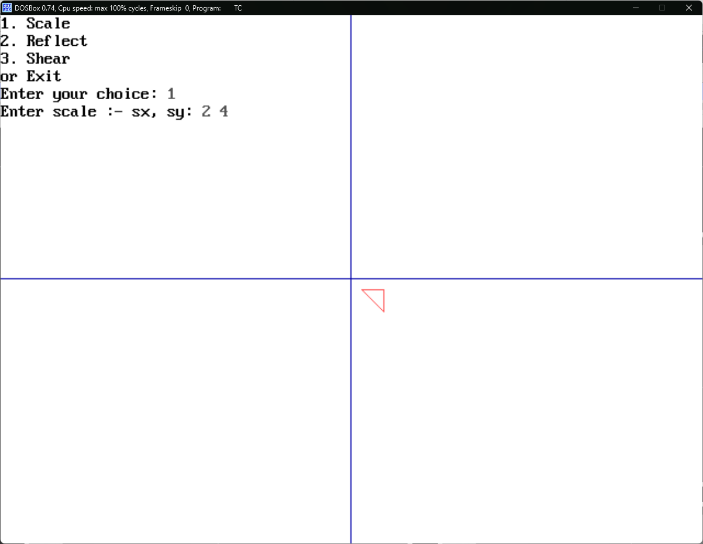 DOSBox 0.74, Cpu speed: max 100% cycles, Frameskip 0, Program: TC
1. Scale
2. Reflect
3. Shear
or Exit
Enter your choice: 1
Enter scale :- sx, sy: 2 4